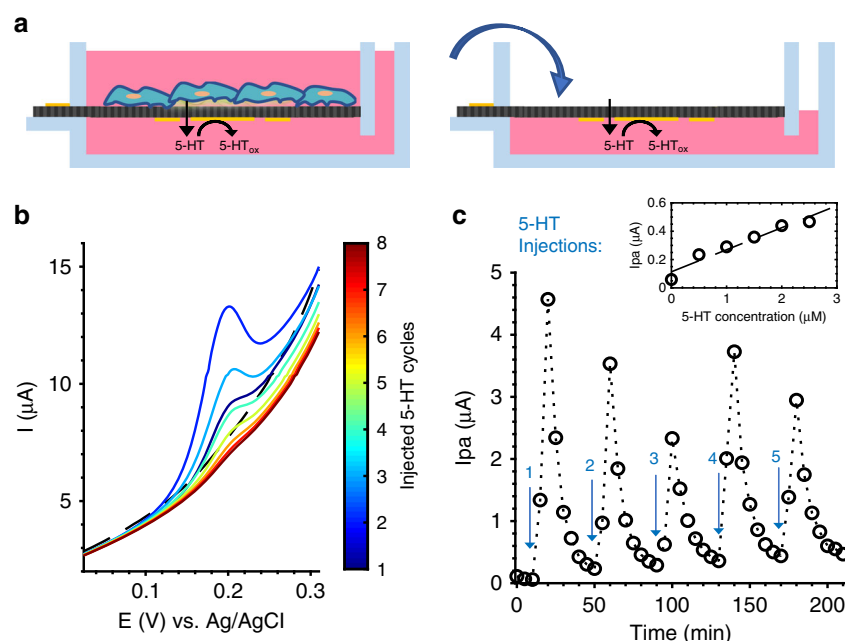 a
5-HT 5-HTox
5-HT 5-HTox
b
I (μA)
15
10
5
0.1 0.2 0.3
E (V) vs. Ag/AgCl
8
7
6
5
4
3
2
1
Injected 5-HT cycles
c
5-HT
Injections:
Ipa (μA)
0.6
0.4
0.2
0
0 1 2 3
5-HT concentration (μM)
Ipa (μA)
5
4
3
2
1
0
1 2 3 4 5
0 50 100 150 200
Time (min)